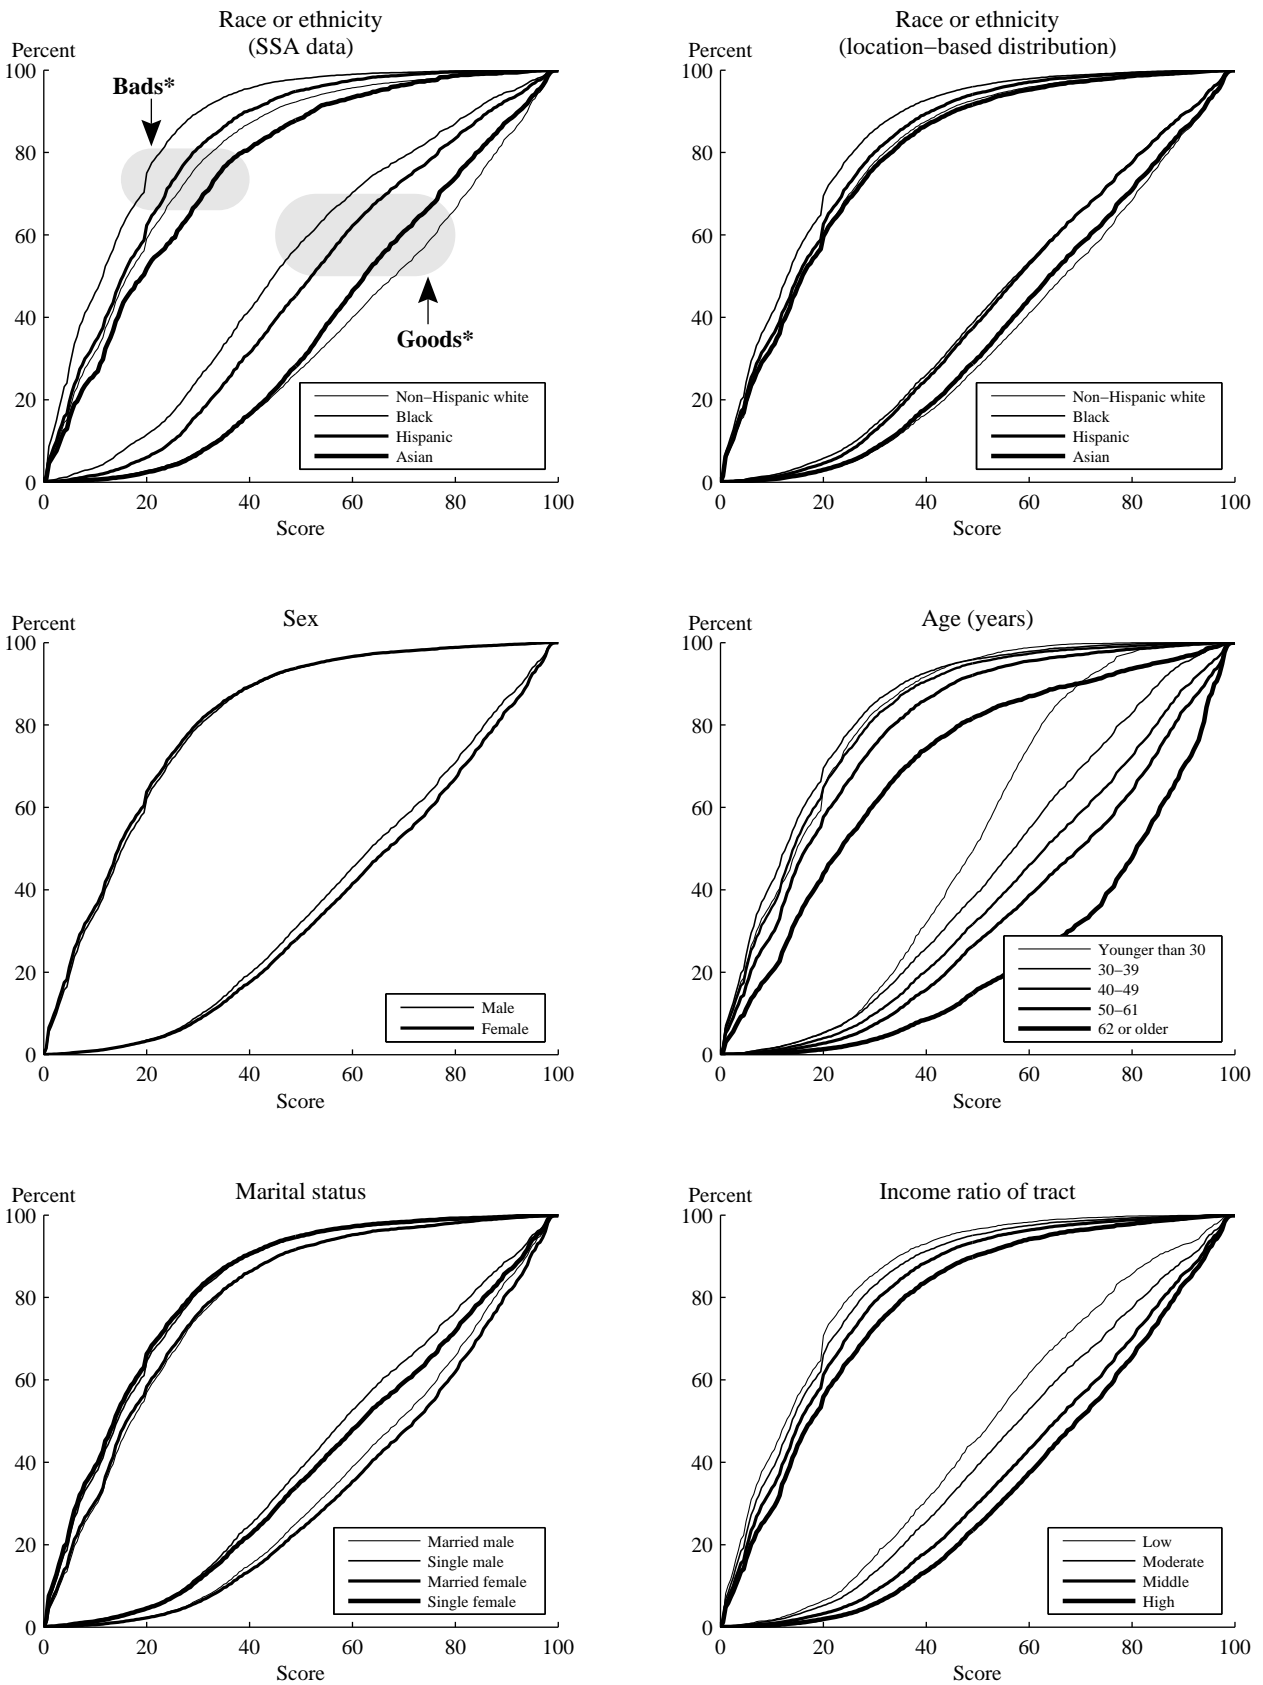 Race or ethnicity
(SSA data)
Percent
100
80
60
40
20
0
Bads*
Goods*
Non−Hispanic white
Black
Hispanic
Asian
0 20 40 60 80 100
Score
Race or ethnicity
(location−based distribution)
Percent
100
80
60
40
20
0
Non−Hispanic white
Black
Hispanic
Asian
0 20 40 60 80 100
Score
Sex
Percent
100
80
60
40
20
0
Male
Female
0 20 40 60 80 100
Score
Age (years)
Percent
100
80
60
40
20
0
Younger than 30
30−39
40−49
50−61
62 or older
0 20 40 60 80 100
Score
Marital status
Percent
100
80
60
40
20
0
Married male
Single male
Married female
Single female
0 20 40 60 80 100
Score
Income ratio of tract
Percent
100
80
60
40
20
0
Low
Moderate
Middle
High
0 20 40 60 80 100
Score